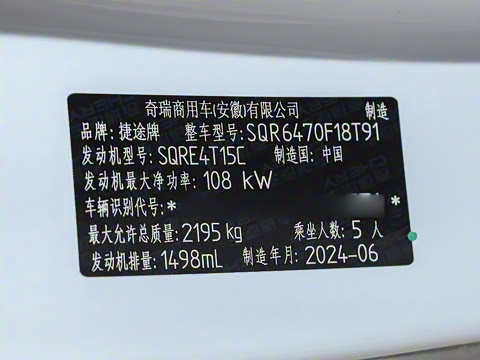 奇瑞商用车(安徽)有限公司 制造
品牌: 捷途牌 整车型号: SQR6470F18T91
发动机型号: SQRE4T15C 制造国: 中国
发动机最大净功率: 108 kW
车辆识别代号: * *
最大允许总质量: 2195 kg 乘坐人数: 5 人
发动机排量: 1498mL 制造年月: 2024-06